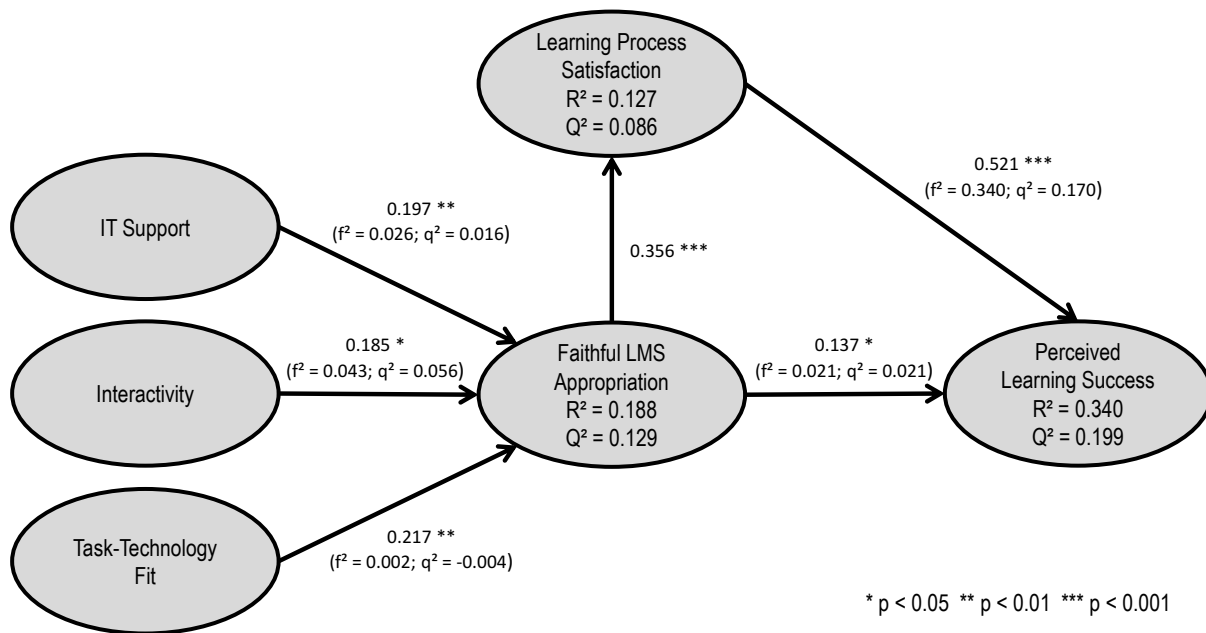 Learning Process
Satisfaction
R² = 0.127
Q² = 0.086
0.521 ***
(f² = 0.340; q² = 0.170)
IT Support
0.197 **
(f² = 0.026; q² = 0.016)
0.356 ***
Interactivity
0.185 *
(f² = 0.043; q² = 0.056)
Faithful LMS
Appropriation
R² = 0.188
Q² = 0.129
0.137 *
(f² = 0.021; q² = 0.021)
Perceived
Learning Success
R² = 0.340
Q² = 0.199
Task-Technology
Fit
0.217 **
(f² = 0.002; q² = -0.004)
* p < 0.05 ** p < 0.01 *** p < 0.001